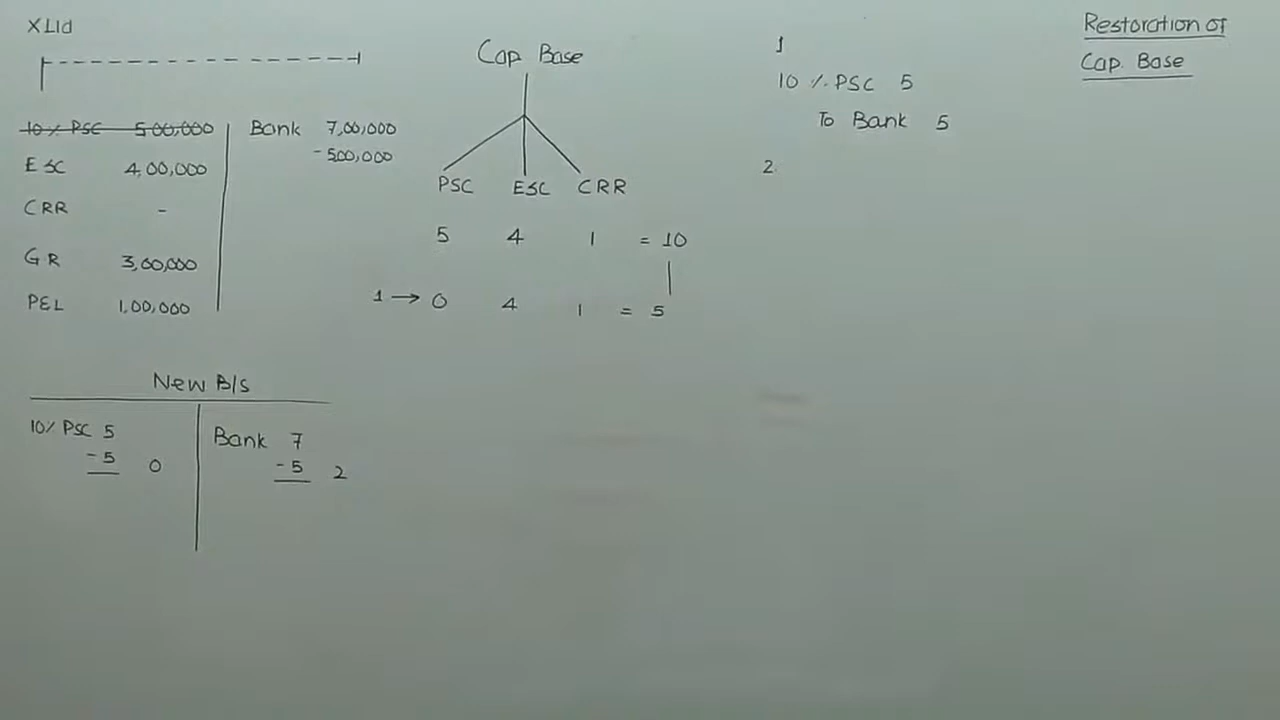 X Ltd
10% PSC 5,00,000
Bank 7,00,000
-500,000
ESC 4,00,000
CRR -
GR 3,00,000
P&L 1,00,000
Cap Base
PSC ESC CRR
5 4 1 = 10
1 → 0 4 1 = 5
New B/S
10% PSC 5
-5 0
Bank 7
-5 2
1
10 % PSC 5
To Bank 5
2.
Restoration of
Cap. Base